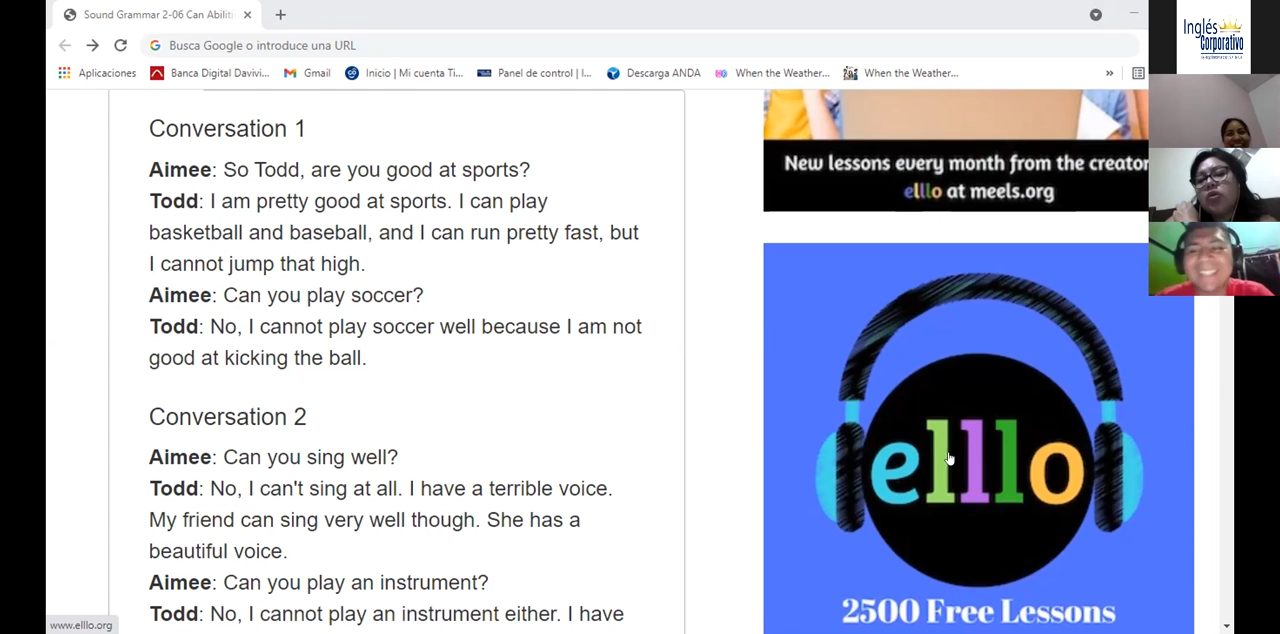 Sound Grammar 2-06 Can Abiliti
Busca Google o introduce una URL
Aplicaciones
Banca Digital Davivi...
Gmail
Inicio | Mi cuenta Ti...
Panel de control | I...
Descarga ANDA
When the Weather...
When the Weather...
»
Inglés
Corporativo
Conversation 1
Aimee: So Todd, are you good at sports?
Todd: I am pretty good at sports. I can play
basketball and baseball, and I can run pretty fast, but
I cannot jump that high.
Aimee: Can you play soccer?
Todd: No, I cannot play soccer well because I am not
good at kicking the ball.
Conversation 2
Aimee: Can you sing well?
Todd: No, I can't sing at all. I have a terrible voice.
My friend can sing very well though. She has a
beautiful voice.
Aimee: Can you play an instrument?
Todd: No, I cannot play an instrument either. I have
New lessons every month from the creator
elllo at meels.org
elllo
2500 Free Lessons
www.elllo.org